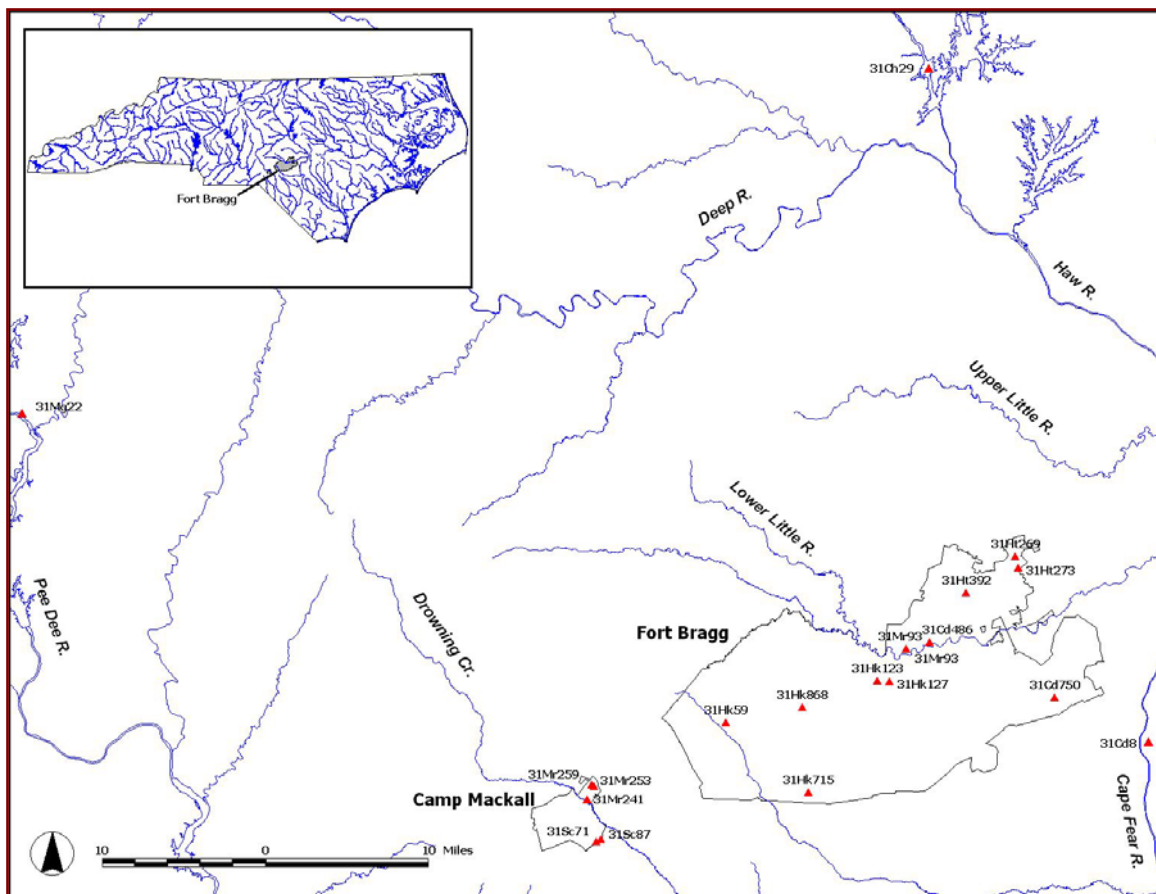 Fort Bragg
31Ch29
Deep R.
Haw R.
31Mg22
Upper Little R.
Lower Little R.
31Ht269
31Ht273
31Ht392
Pee Dee R.
Drowning Cr.
Fort Bragg
31Cd486
31Mr93
31Mr93
31Hk123
31Hk127
31Hk868
31Cd750
31Hk59
31Cd8
31Mr259
31Mr253
31Hk715
Camp Mackall
31Mr241
Cape Fear R.
31Sc71
31Sc87
10 0 10 Miles